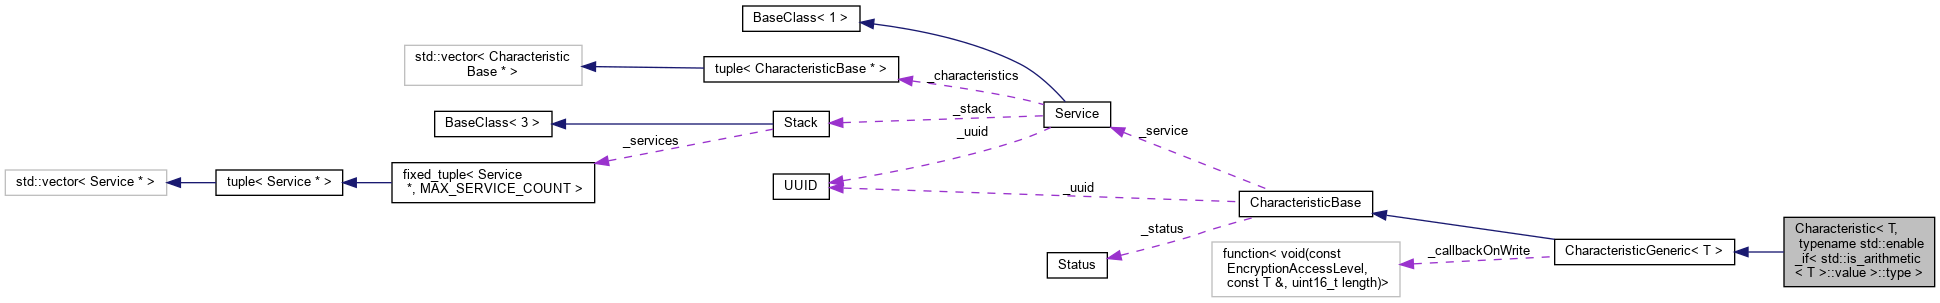 BaseClass< 1 >
std::vector< Characteristic
Base * >
tuple< CharacteristicBase * >
_characteristics
Service
BaseClass< 3 >
Stack
_stack
_services
_uuid
_service
std::vector< Service * >
tuple< Service * >
fixed_tuple< Service
*, MAX_SERVICE_COUNT >
UUID
_uuid
CharacteristicBase
_status
Status
function< void(const
EncryptionAccessLevel,
const T &, uint16_t length)>
_callbackOnWrite
CharacteristicGeneric< T >
Characteristic< T,
typename std::enable
_if< std::is_arithmetic
< T >::value >::type >